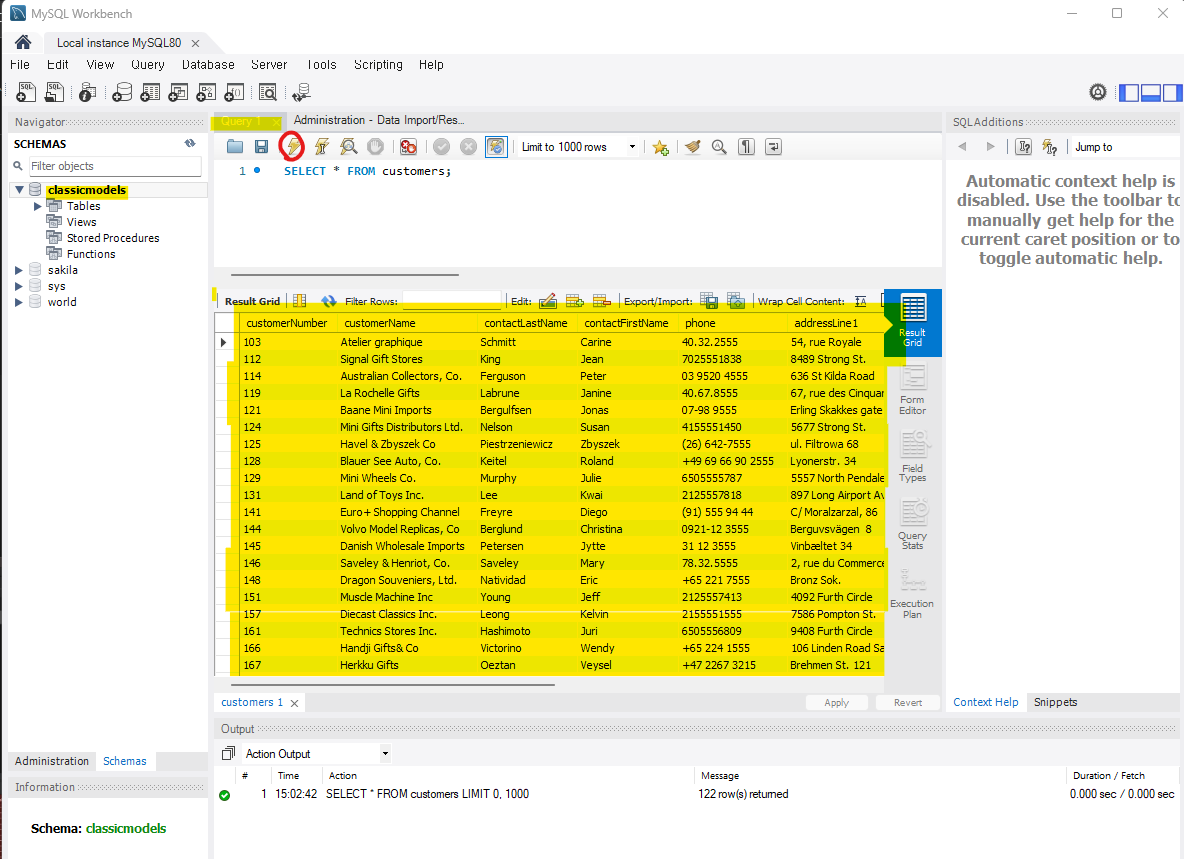 MySQL Workbench
Local instance MySQL80
File Edit View Query Database Server Tools Scripting Help
Navigator
SCHEMAS
Filter objects
classicmodels
Tables
Views
Stored Procedures
Functions
sakila
sys
world
Administration Schemas
Information
Schema: classicmodels
Query 1
Administration - Data Import/Res...
Limit to 1000 rows
1 SELECT * FROM customers;
Result Grid Filter Rows: Edit: Export/Import: Wrap Cell Content:
customerNumber customerName contactLastName contactFirstName phone addressLine1
103 Atelier graphique Schmitt Carine 40.32.2555 54, rue Royale
112 Signal Gift Stores King Jean 7025551838 8489 Strong St.
114 Australian Collectors, Co. Ferguson Peter 03 9520 4555 636 St Kilda Road
119 La Rochelle Gifts Labrune Janine 40.67.8555 67, rue des Cinquan
121 Baane Mini Imports Bergulfsen Jonas 07-98 9555 Erling Skakkes gate
124 Mini Gifts Distributors Ltd. Nelson Susan 4155551450 5677 Strong St.
125 Havel & Zbyszek Co Piestrzeniewicz Zbyszek (26) 642-7555 ul. Filtrowa 68
128 Blauer See Auto, Co. Keitel Roland +49 69 66 90 2555 Lyonerstr. 34
129 Mini Wheels Co. Murphy Julie 6505555787 5557 North Pendale
131 Land of Toys Inc. Lee Kwai 2125557818 897 Long Airport Av
141 Euro+ Shopping Channel Freyre Diego (91) 555 94 44 C/ Moralzarzal, 86
144 Volvo Model Replicas, Co Berglund Christina 0921-12 3555 Berguvsvägen 8
145 Danish Wholesale Imports Petersen Jytte 31 12 3555 Vinbæltet 34
146 Saveley & Henriot, Co. Saveley Mary 78.32.5555 2, rue du Commerce
148 Dragon Souveniers, Ltd. Natividad Eric +65 221 7555 Bronz Sok.
151 Muscle Machine Inc Young Jeff 2125557413 4092 Furth Circle
157 Diecast Classics Inc. Leong Kelvin 2155551555 7586 Pompton St.
161 Technics Stores Inc. Hashimoto Juri 6505556809 9408 Furth Circle
166 Handji Gifts& Co Victorino Wendy +65 224 1555 106 Linden Road Sa
167 Herkku Gifts Oeztan Veysel +47 2267 3215 Brehmen St. 121
Result
Grid
Form
Editor
Field
Types
Query
Stats
Execution
Plan
customers 1
Apply Revert
SQLAdditions
Jump to
Automatic context help is
disabled. Use the toolbar to
manually get help for the
current caret position or to
toggle automatic help.
Context Help Snippets
Output
Action Output
# Time Action Message Duration / Fetch
1 15:02:42 SELECT * FROM customers LIMIT 0, 1000 122 row(s) returned 0.000 sec / 0.000 sec